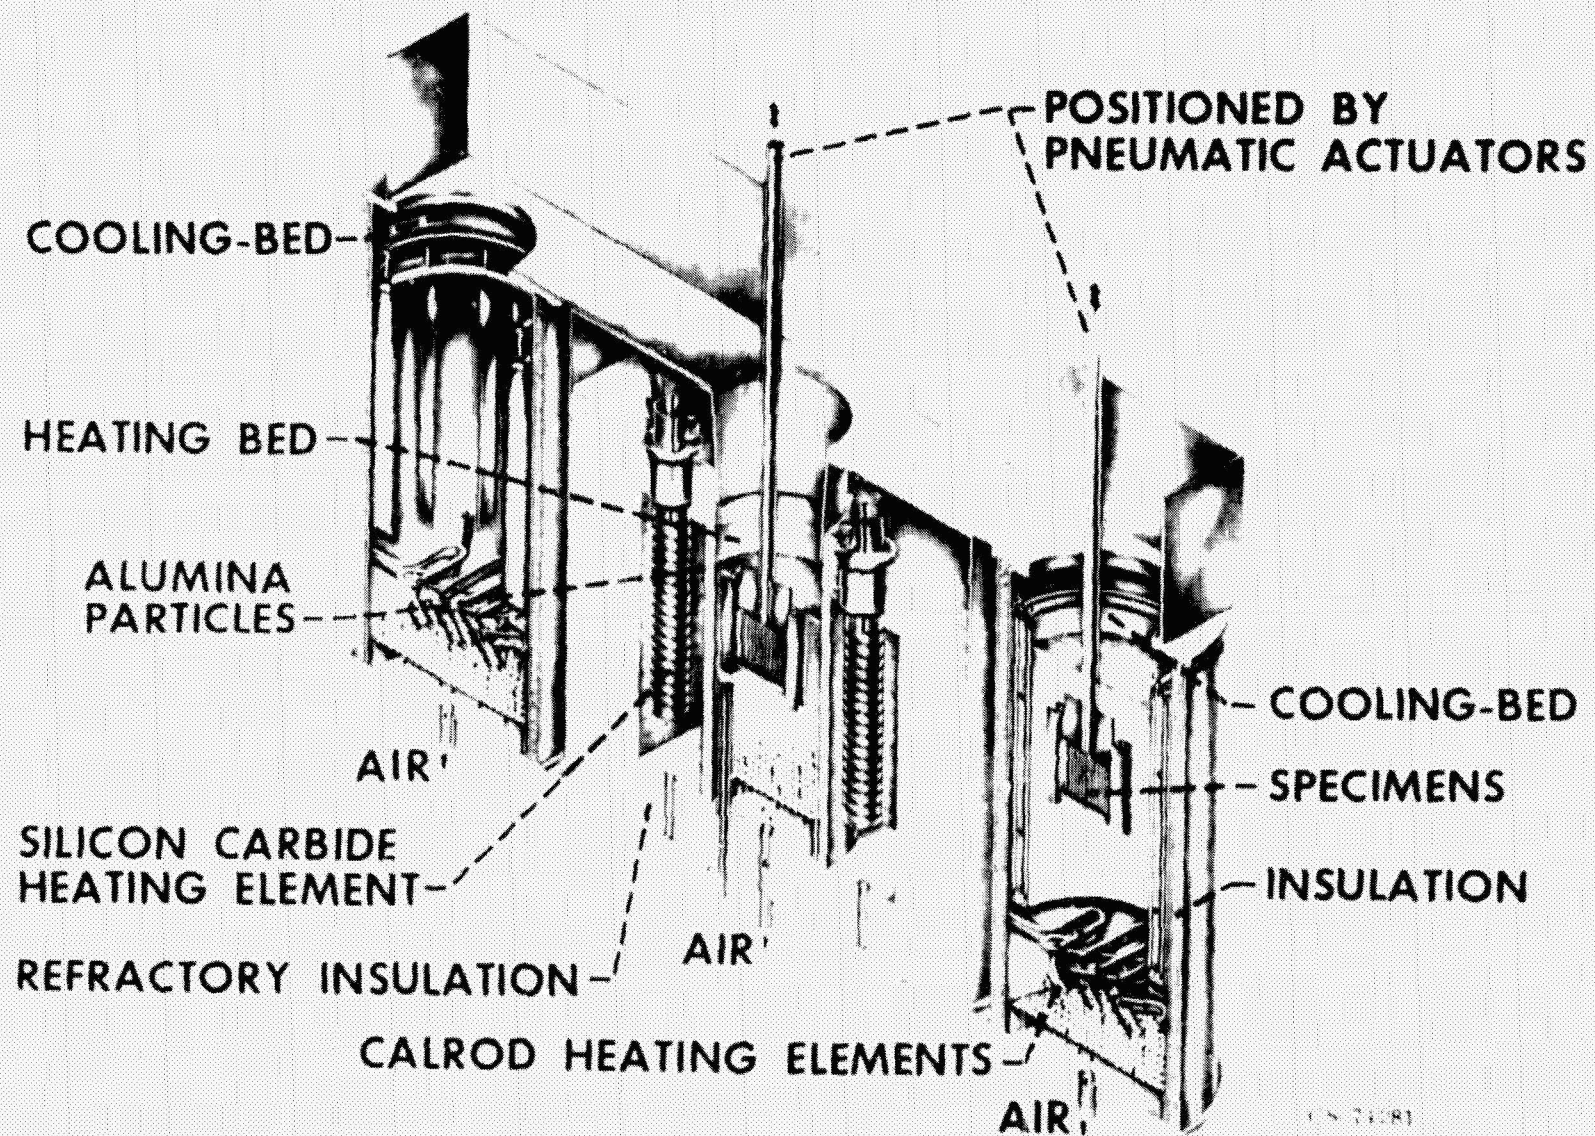 POSITIONED BY
PNEUMATIC ACTUATORS
COOLING-BED
HEATING BED
ALUMINA
PARTICLES
COOLING-BED
AIR
SPECIMENS
SILICON CARBIDE
HEATING ELEMENT
INSULATION
AIR
REFRACTORY INSULATION
CALROD HEATING ELEMENTS
AIR